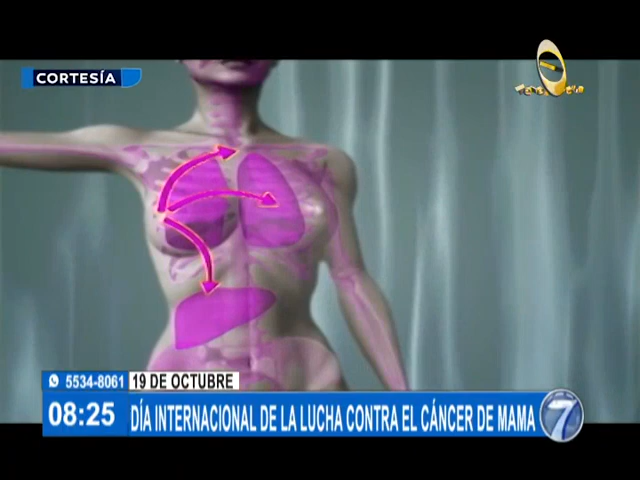 CORTESÍA
5534-8061
19 DE OCTUBRE
08:25
DÍA INTERNACIONAL DE LA LUCHA CONTRA EL CÁNCER DE MAMA
7